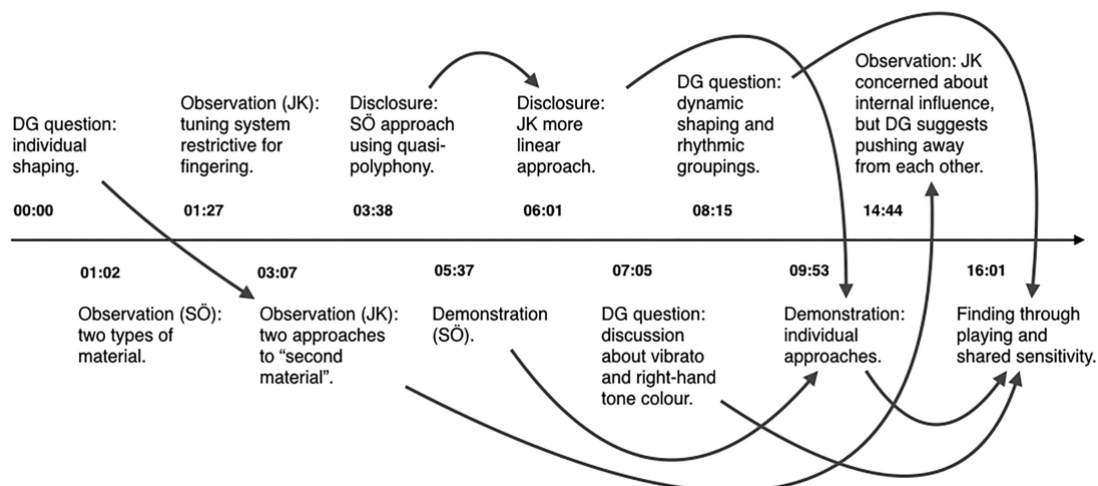 DG question:
individual
shaping.
00:00
Observation (JK):
tuning system
restrictive for
fingering.
01:27
Disclosure:
SÖ approach
using quasi-
polyphony.
03:38
Disclosure:
JK more
linear
approach.
06:01
DG question:
dynamic
shaping and
rhythmic
groupings.
08:15
Observation: JK
concerned about
internal influence,
but DG suggests
pushing away
from each other.
14:44
01:02
Observation (SÖ):
two types of
material.
03:07
Observation (JK):
two approaches
to “second
material”.
05:37
Demonstration
(SÖ).
07:05
DG question:
discussion
about vibrato
and right-hand
tone colour.
09:53
Demonstration:
individual
approaches.
16:01
Finding through
playing and
shared sensitivity.